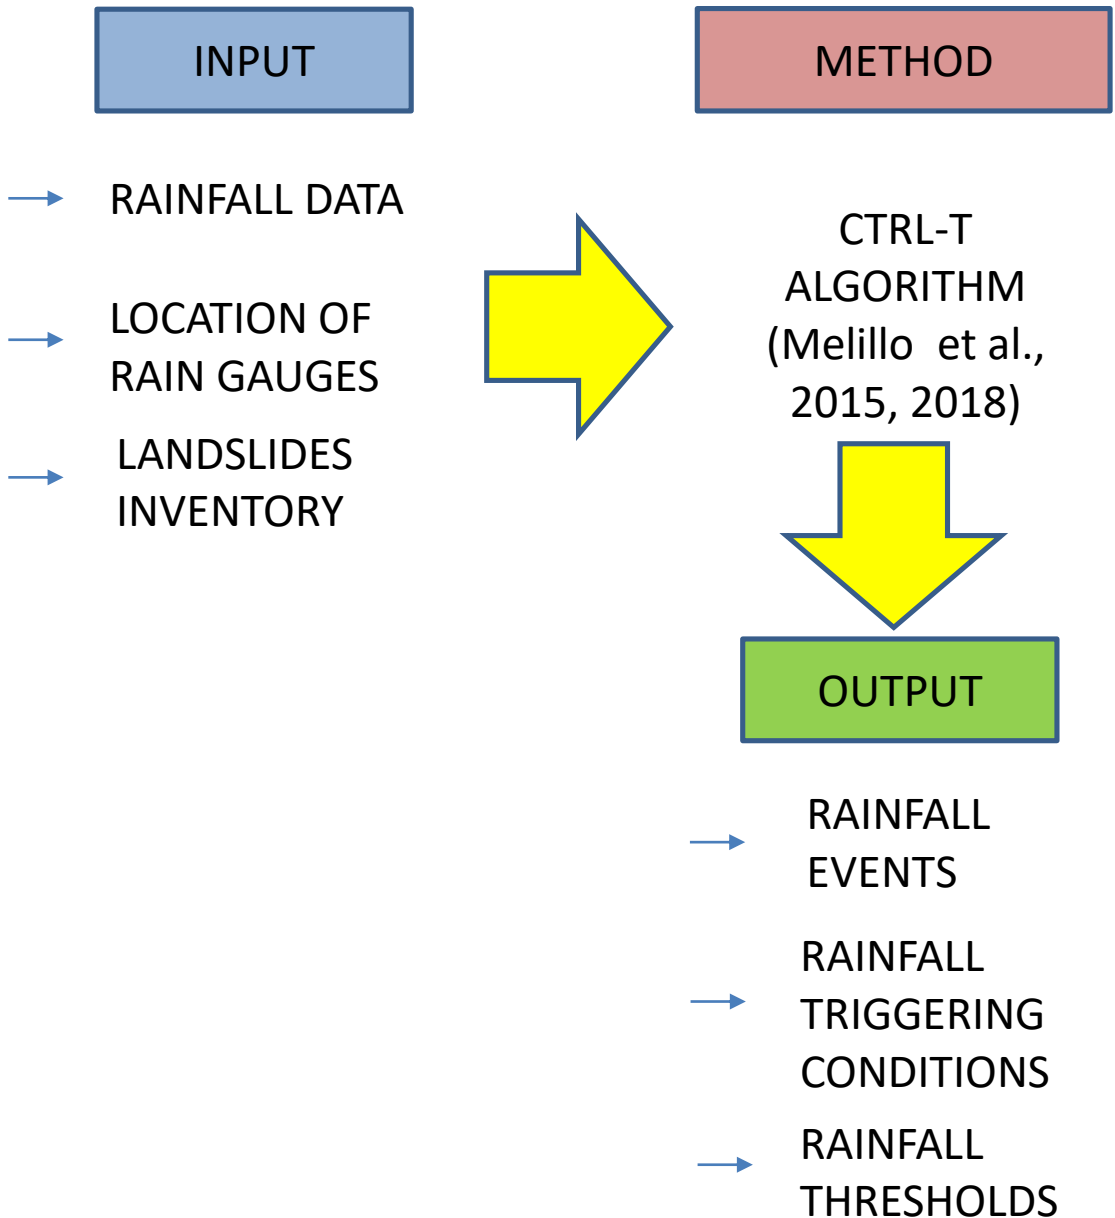 INPUT
RAINFALL DATA
LOCATION OF
RAIN GAUGES
LANDSLIDES
INVENTORY
METHOD
CTRL-T
ALGORITHM
(Melillo et al.,
2015, 2018)
OUTPUT
RAINFALL
EVENTS
RAINFALL
TRIGGERING
CONDITIONS
RAINFALL
THRESHOLDS